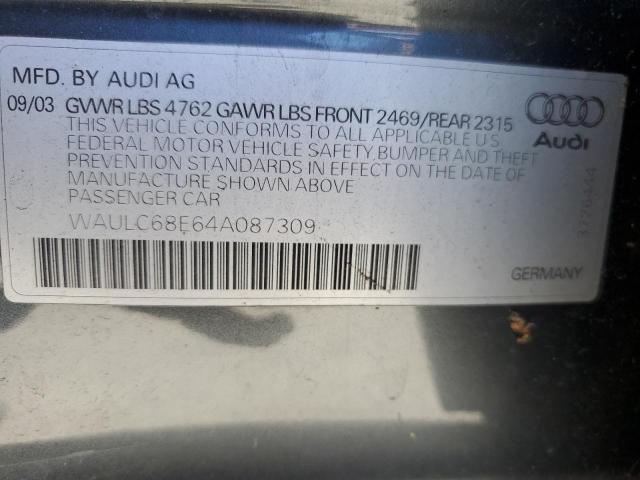 MFD. BY AUDI AG
09/03 GVWR LBS 4762 GAWR LBS FRONT 2469/REAR 2315
THIS VEHICLE CONFORMS TO ALL APPLICABLE U S
FEDERAL MOTOR VEHICLE SAFETY, BUMPER AND THEFT
PREVENTION STANDARDS IN EFFECT ON THE DATE OF
MANUFACTURE SHOWN ABOVE
PASSENGER CAR
WAULC68E64A087309
Audi
3776444
GERMANY